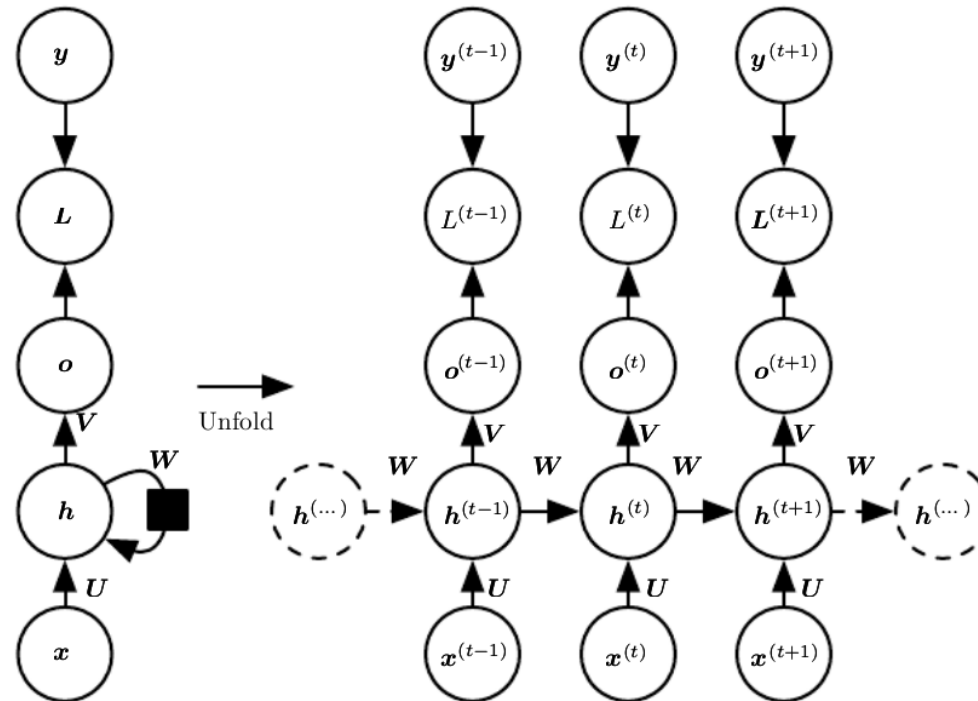 y y^{(t−1)} y^{(t)} y^{(t+1)}
L L^{(t−1)} L^{(t)} L^{(t+1)}
o o^{(t−1)} o^{(t)} o^{(t+1)}
Unfold
V V V V
W W W W W
h h^{(...)} h^{(t−1)} h^{(t)} h^{(t+1)} h^{(...)}
U U U U
x x^{(t−1)} x^{(t)} x^{(t+1)}